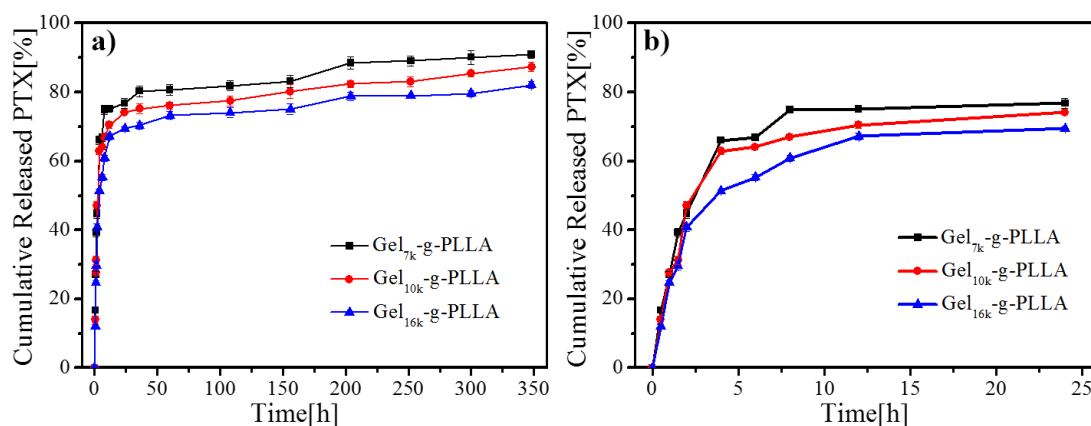 a)
Cumulative Released PTX[%]
100
80
60
40
20
0
Gel7k-g-PLLA
Gel10k-g-PLLA
Gel16k-g-PLLA
0 50 100 150 200 250 300 350
Time[h]
b)
Cumulative Released PTX[%]
100
80
60
40
20
0
Gel7k-g-PLLA
Gel10k-g-PLLA
Gel16k-g-PLLA
0 5 10 15 20 25
Time[h]